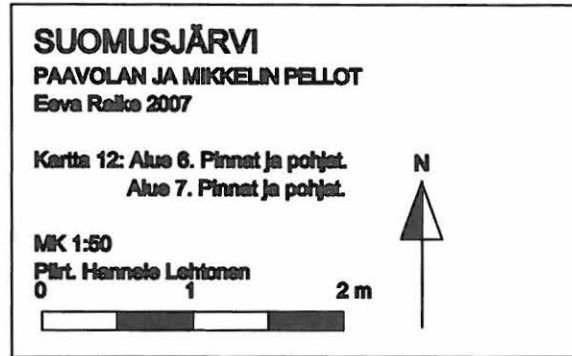 SUOMUSJÄRVI
PAAVOLAN JA MIKKELIN PELLOT
Eeva Raike 2007
Kartta 12: Alue 6. Pinnat ja pohjat.
Alue 7. Pinnat ja pohjat.
N
MK 1:50
Piirt. Hannele Lehtonen
0 1 2 m